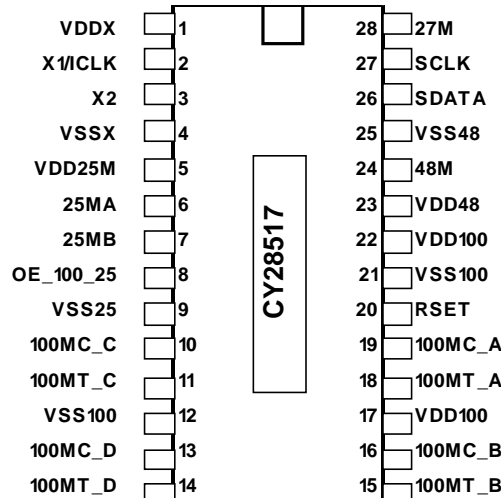 VDDX 1 28 27M
X1/ICLK 2 27 SCLK
X2 3 26 SDATA
VSSX 4 25 VSS48
VDD25M 5 24 48M
25MA 6 23 VDD48
25MB 7 22 VDD100
OE_100_25 8 21 VSS100
VSS25 9 20 RSET
100MC_C 10 19 100MC_A
100MT_C 11 18 100MT_A
VSS100 12 17 VDD100
100MC_D 13 16 100MC_B
100MT_D 14 15 100MT_B
CY28517